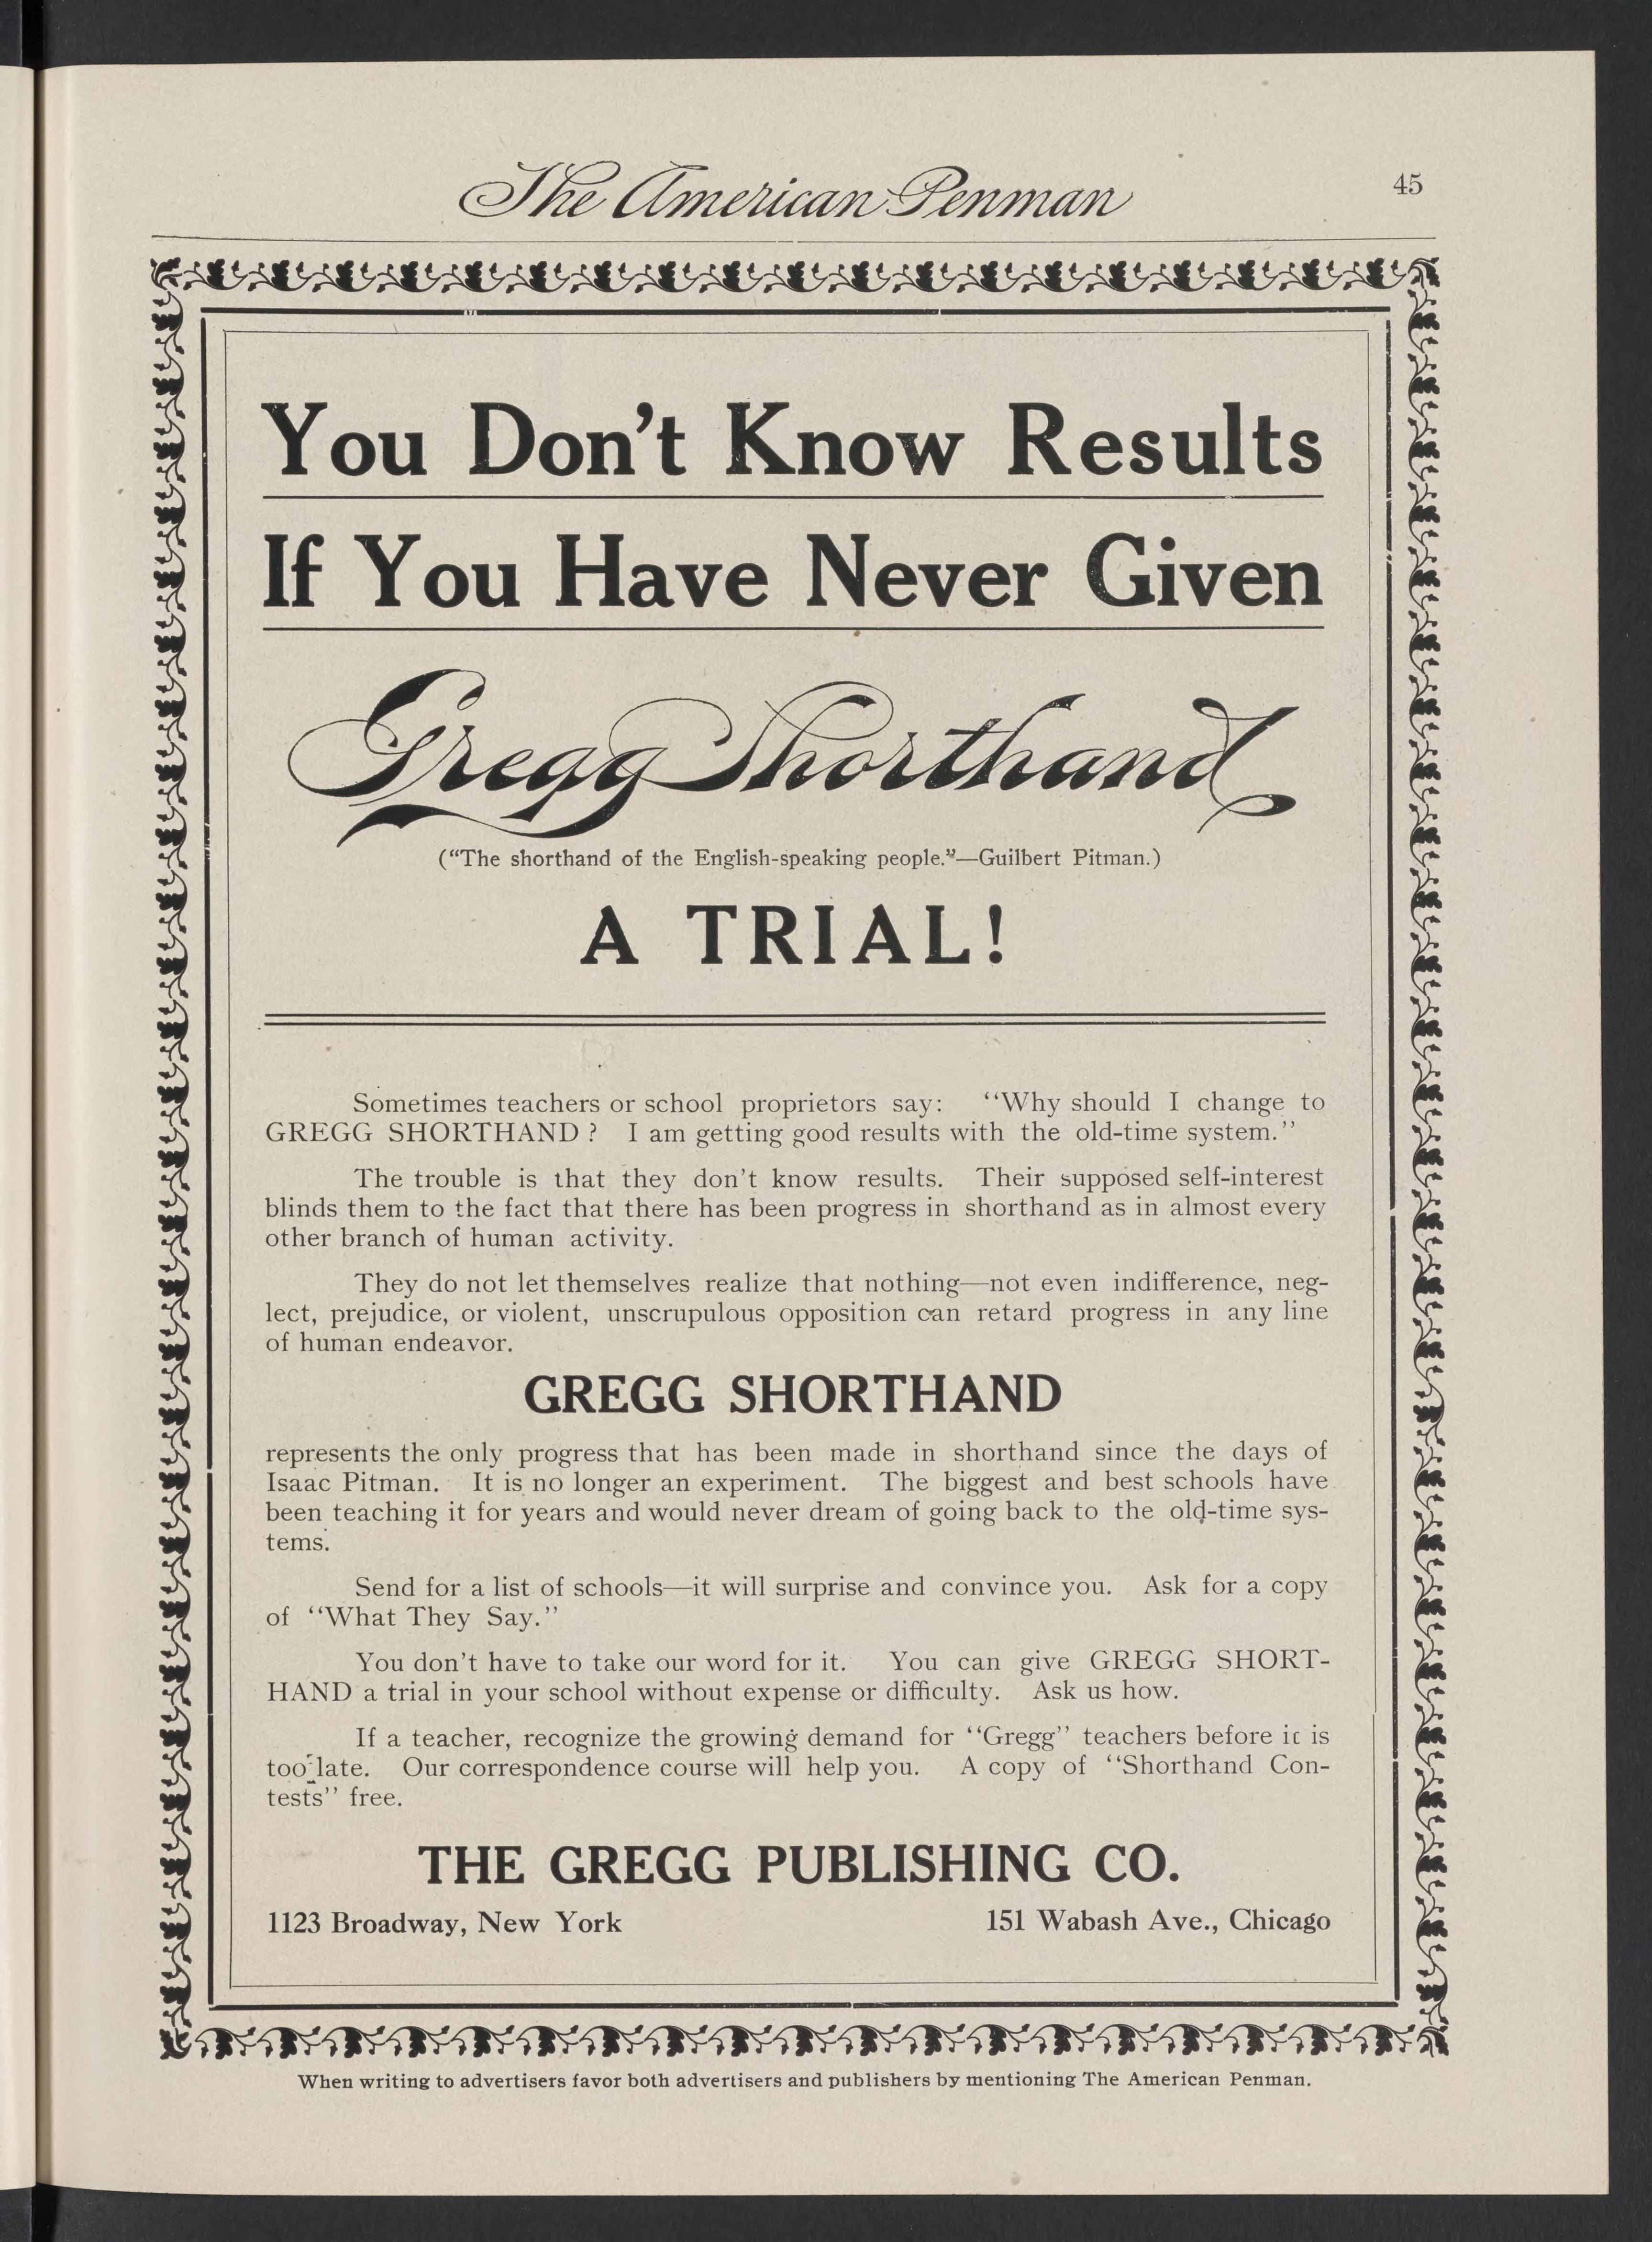 The American Penman
45
You Don't Know Results
If You Have Never Given
Gregg Shorthand
("The shorthand of the English-speaking people."—Guilbert Pitman.)
A TRIAL!
Sometimes teachers or school proprietors say: "Why should I change to
GREGG SHORTHAND? I am getting good results with the old-time system."
The trouble is that they don't know results. Their supposed self-interest
blinds them to the fact that there has been progress in shorthand as in almost every
other branch of human activity.
They do not let themselves realize that nothing—not even indifference, neg-
lect, prejudice, or violent, unscrupulous opposition can retard progress in any line
of human endeavor.
GREGG SHORTHAND
represents the only progress that has been made in shorthand since the days of
Isaac Pitman. It is no longer an experiment. The biggest and best schools have
been teaching it for years and would never dream of going back to the old-time sys-
tems.
Send for a list of schools—it will surprise and convince you. Ask for a copy
of "What They Say."
You don't have to take our word for it. You can give GREGG SHORT-
HAND a trial in your school without expense or difficulty. Ask us how.
If a teacher, recognize the growing demand for "Gregg" teachers before it is
too late. Our correspondence course will help you. A copy of "Shorthand Con-
tests" free.
THE GREGG PUBLISHING CO.
1123 Broadway, New York
151 Wabash Ave., Chicago
When writing to advertisers favor both advertisers and publishers by mentioning The American Penman.